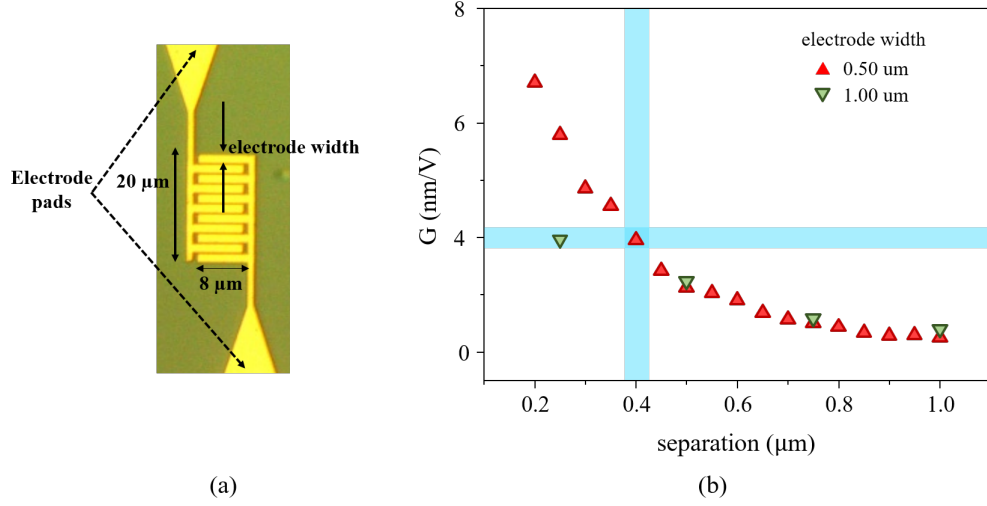 electrode width
Electrode
pads
20 μm
8 μm
(a)
8
6
4
2
0
G (nm/V)
0.2
0.4
0.6
0.8
1.0
separation (μm)
electrode width
0.50 um
1.00 um
(b)